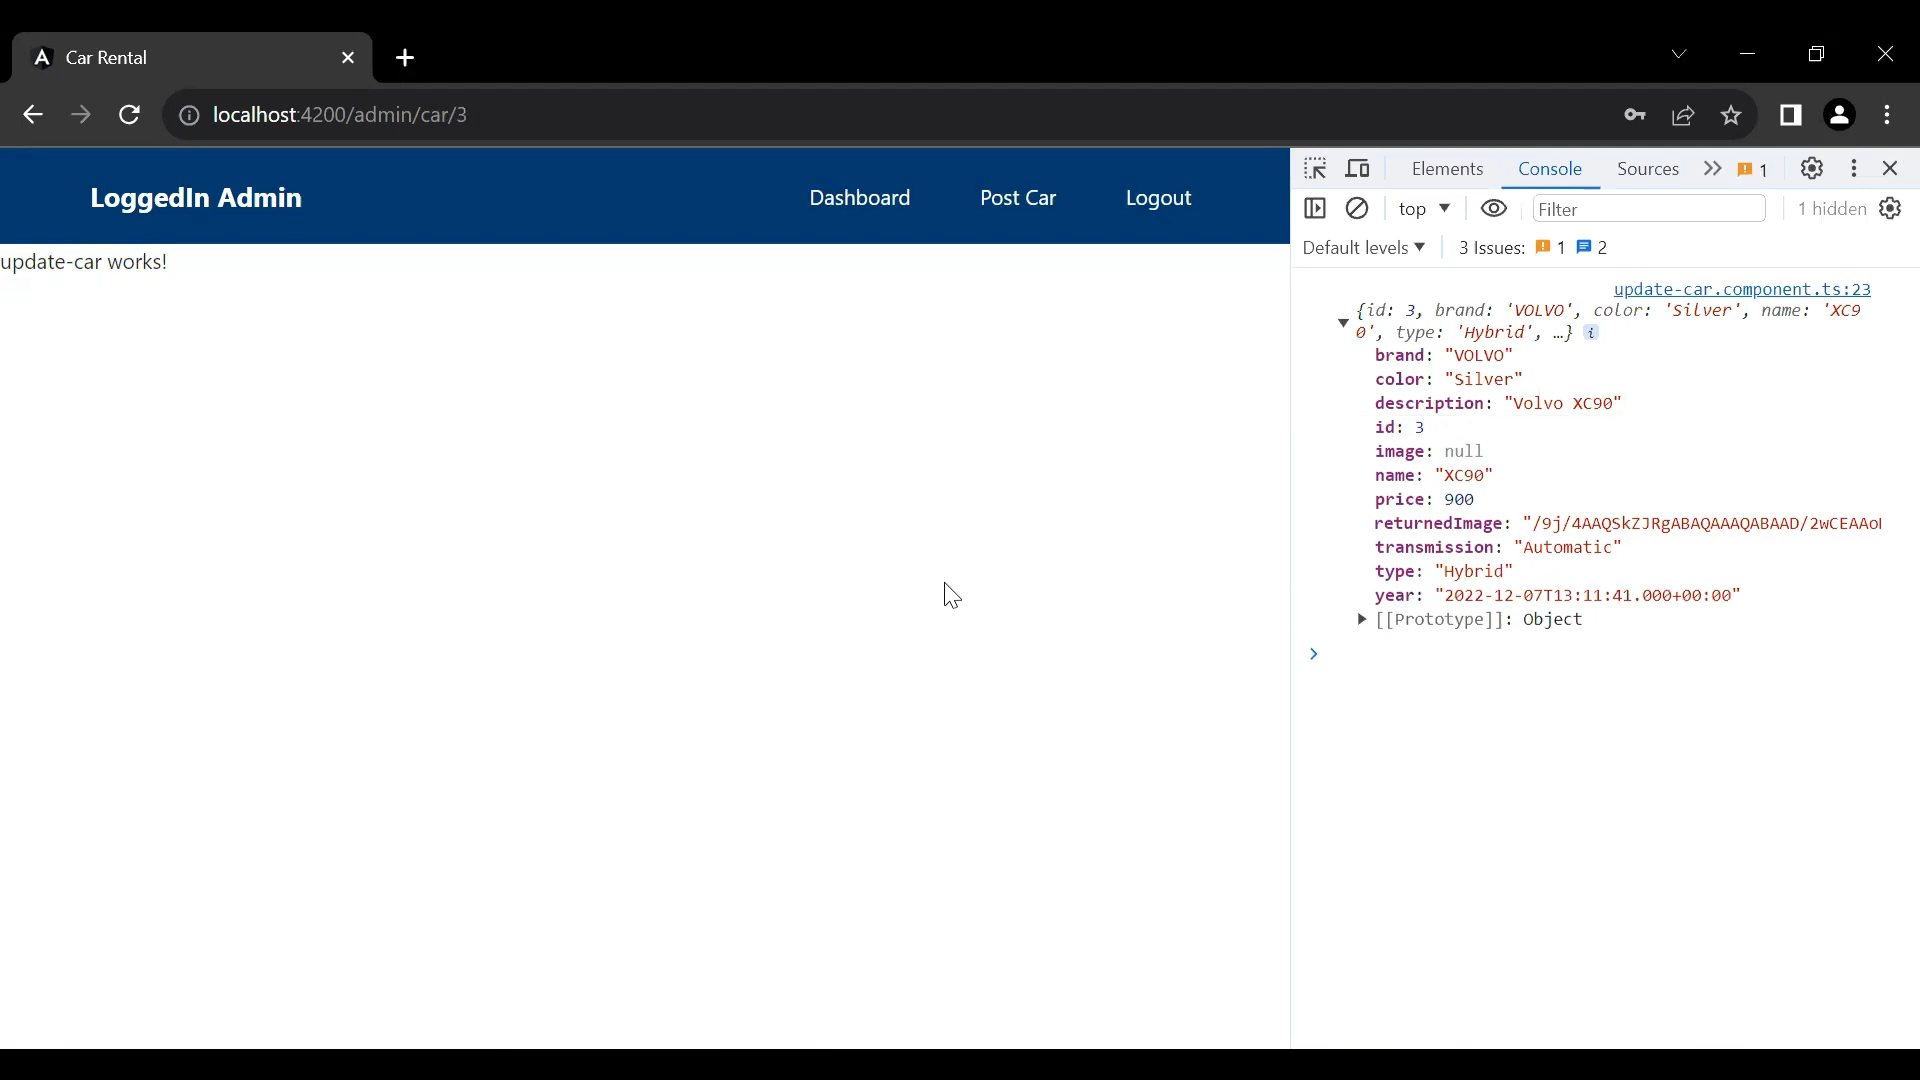 Car Rental
localhost:4200/admin/car/3
LoggedIn Admin
Dashboard
Post Car
Logout
update-car works!
Elements
Console
Sources
1
top
Filter
1 hidden
Default levels
3 Issues:
1
2
update-car.component.ts:23
{id: 3, brand: 'VOLVO', color: 'Silver', name: 'XC9
0', type: 'Hybrid', …}
brand: "VOLVO"
color: "Silver"
description: "Volvo XC90"
id: 3
image: null
name: "XC90"
price: 900
returnedImage: "/9j/4AAQSkZJRgABAQAAAQABAAD/2wCEAAo
transmission: "Automatic"
type: "Hybrid"
year: "2022-12-07T13:11:41.000+00:00"
[[Prototype]]: Object